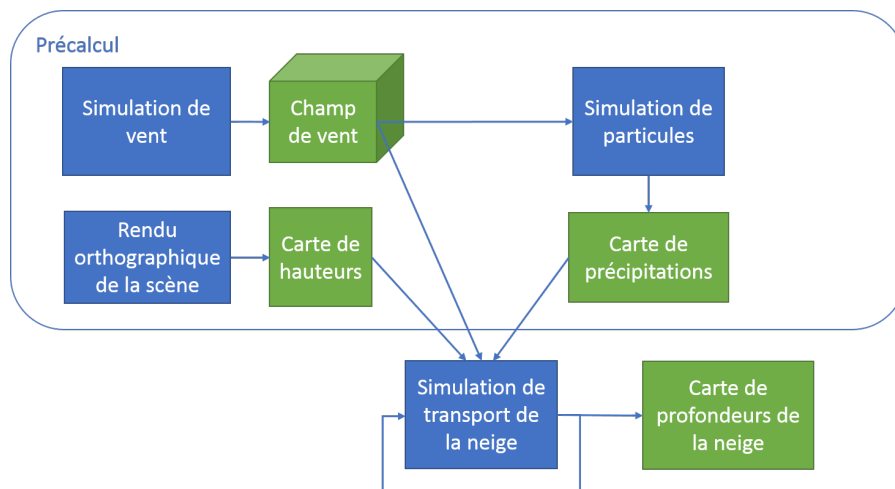 Précalcul
Simulation de
vent
Champ
de vent
Simulation de
particules
Rendu
orthographique
de la scène
Carte de
hauteurs
Carte de
précipitations
Simulation de
transport de
la neige
Carte de
profondeurs de
la neige